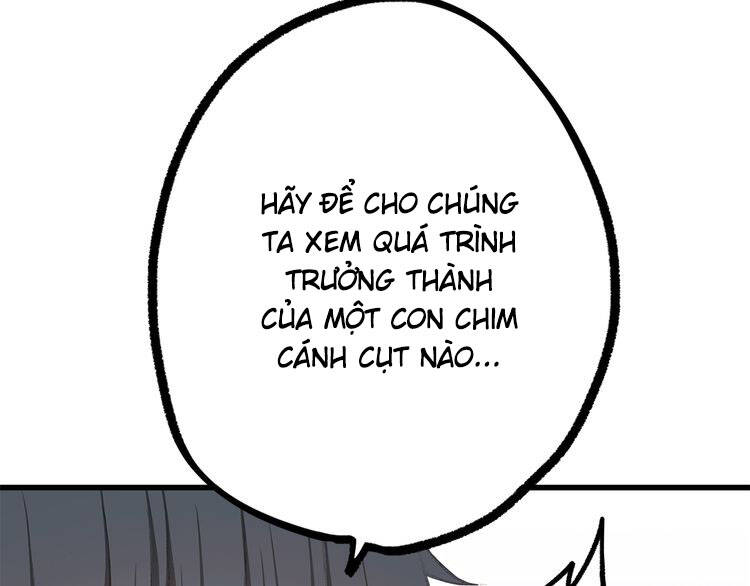 HÃY ĐỂ CHO CHÚNG
TA XEM QUÁ TRÌNH
TRƯỞNG THÀNH
CỦA MỘT CON CHIM
CÁNH CỤT NÀO...